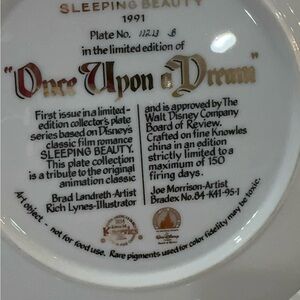 SLEEPING BEAUTY
1991
Plate No. 11213 B
in the limited edition of
"Once Upon a Dream"
First issue in a limited-
edition collector's plate
series based on Disney's
classic film romance
SLEEPING BEAUTY.
This plate collection
is a tribute to the original
animation classic
Brad Landreth-Artist
Rich Lynes-Illustrator
and is approved by The
Walt Disney Company
Board of Review.
Crafted on fine Knowles
china in an edition
strictly limited to a
maximum of 150
firing days.
Joe Morrison-Artist
Bradex No. 84-K41-95-1
Art object - not for food use. Rare pigments used for color fidelity may be toxic.